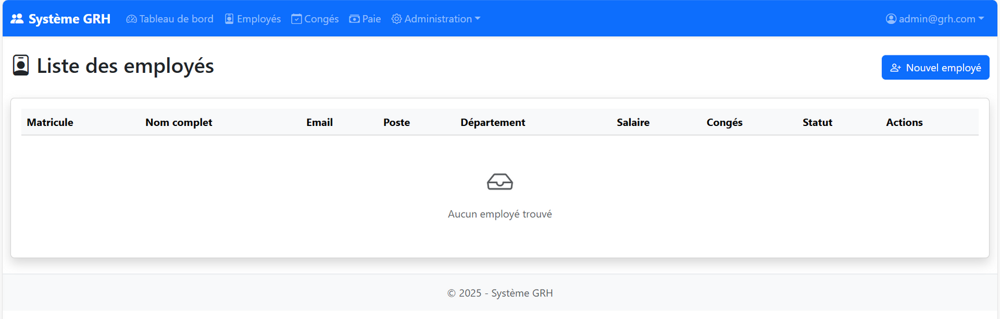 Système GRH Tableau de bord Employés Congés Paie Administration admin@grh.com
Liste des employés
Nouvel employé
Matricule Nom complet Email Poste Département Salaire Congés Statut Actions
Aucun employé trouvé
© 2025 - Système GRH